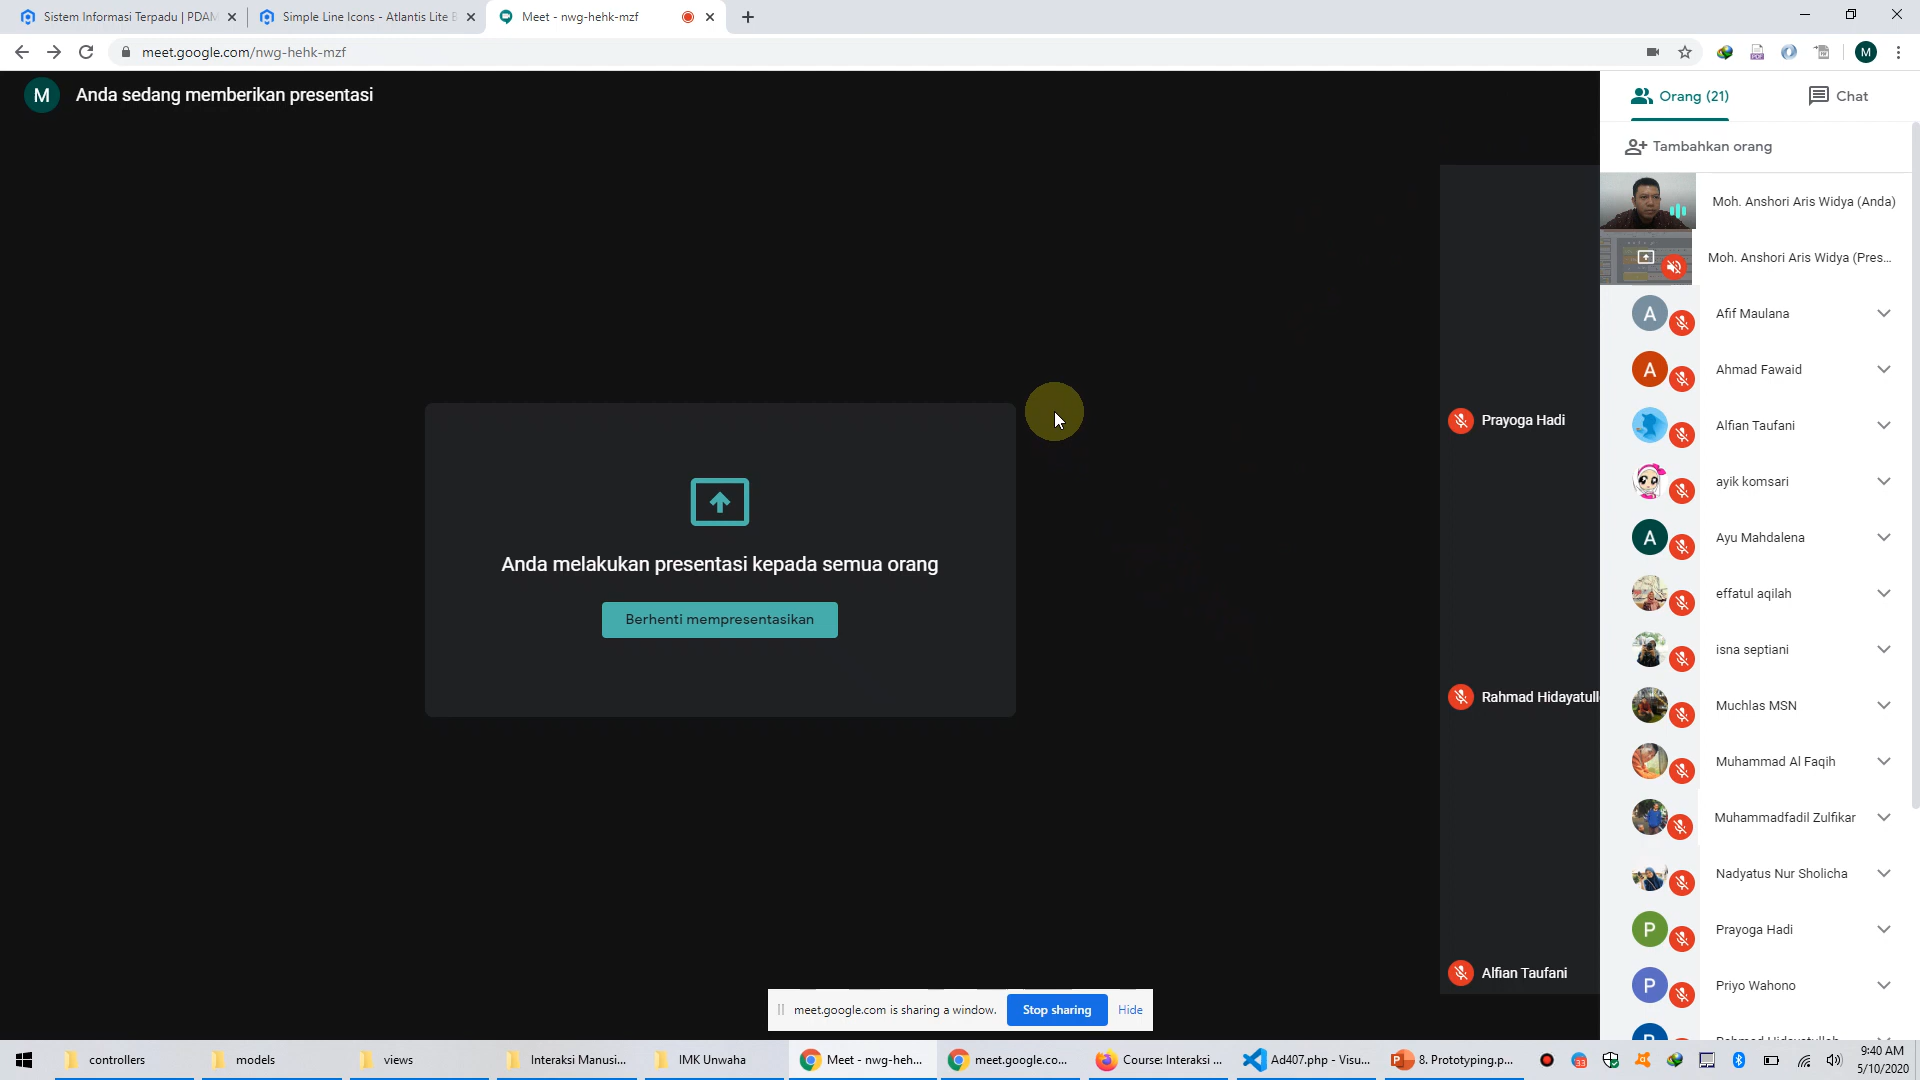 Sistem Informasi Terpadu | PDAM
Simple Line Icons - Atlantis Lite B
Meet - nwg-hehk-mzf
meet.google.com/nwg-hehk-mzf
M
M
Anda sedang memberikan presentasi
Orang (21)
Chat
Tambahkan orang
Moh. Anshori Aris Widya (Anda)
Moh. Anshori Aris Widya (Pres...
A
Afif Maulana
A
Ahmad Fawaid
Alfian Taufani
ayik komsari
A
Ayu Mahdalena
effatul aqilah
isna septiani
Muchlas MSN
Muhammad Al Faqih
Muhammadfadil Zulfikar
Nadyatus Nur Sholicha
P
Prayoga Hadi
P
Priyo Wahono
Prayoga Hadi
Rahmad Hidayatull
Alfian Taufani
Anda melakukan presentasi kepada semua orang
Berhenti mempresentasikan
meet.google.com is sharing a window.
Stop sharing
Hide
controllers
models
views
Interaksi Manusi...
IMK Unwaha
Meet - nwg-heh...
meet.google.co...
Course: Interaksi ...
Ad407.php - Visu...
8. Prototyping.p...
33
9:40 AM
5/10/2020